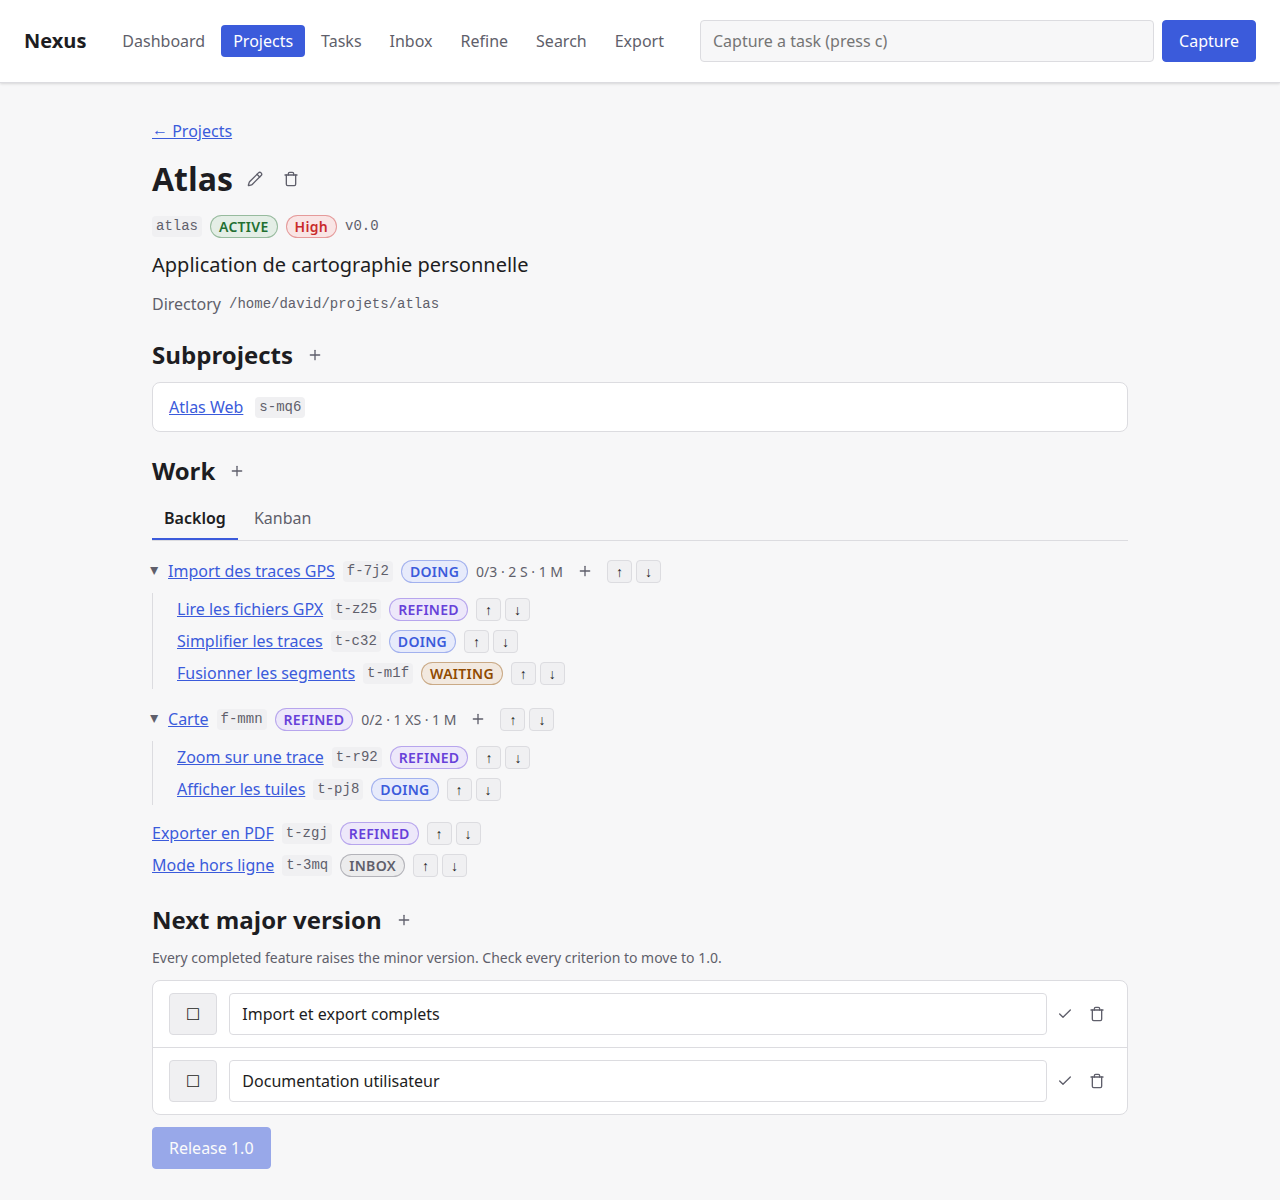 Nexus Dashboard Projects Tasks Inbox Refine Search Export Capture a task (press c) Capture
← Projects
Atlas
atlas ACTIVE High v0.0
Application de cartographie personnelle
Directory /home/david/projets/atlas
Subprojects +
Atlas Web s-mq6
Work +
Backlog Kanban
▼ Import des traces GPS f-7j2 DOING 0/3 · 2 S · 1 M + ↑ ↓
Lire les fichiers GPX t-z25 REFINED ↑ ↓
Simplifier les traces t-c32 DOING ↑ ↓
Fusionner les segments t-m1f WAITING ↑ ↓
▼ Carte f-mmn REFINED 0/2 · 1 XS · 1 M + ↑ ↓
Zoom sur une trace t-r92 REFINED ↑ ↓
Afficher les tuiles t-pj8 DOING ↑ ↓
Exporter en PDF t-zgj REFINED ↑ ↓
Mode hors ligne t-3mq INBOX ↑ ↓
Next major version +
Every completed feature raises the minor version. Check every criterion to move to 1.0.
☐ Import et export complets ✓
☐ Documentation utilisateur ✓
Release 1.0